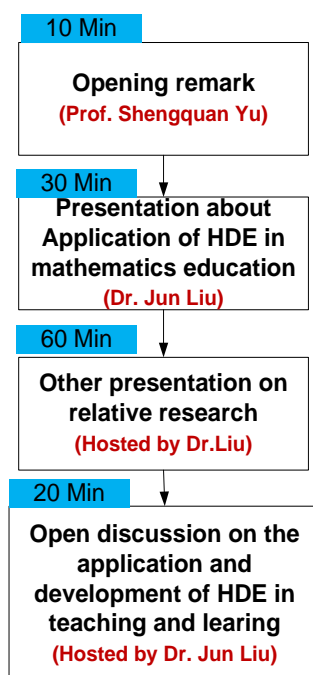 10 Min
Opening remark
(Prof. Shengquan Yu)
30 Min
Presentation about
Application of HDE in
mathematics education
(Dr. Jun Liu)
60 Min
Other presentation on
relative research
(Hosted by Dr.Liu)
20 Min
Open discussion on the
application and
development of HDE in
teaching and learing
(Hosted by Dr. Jun Liu)